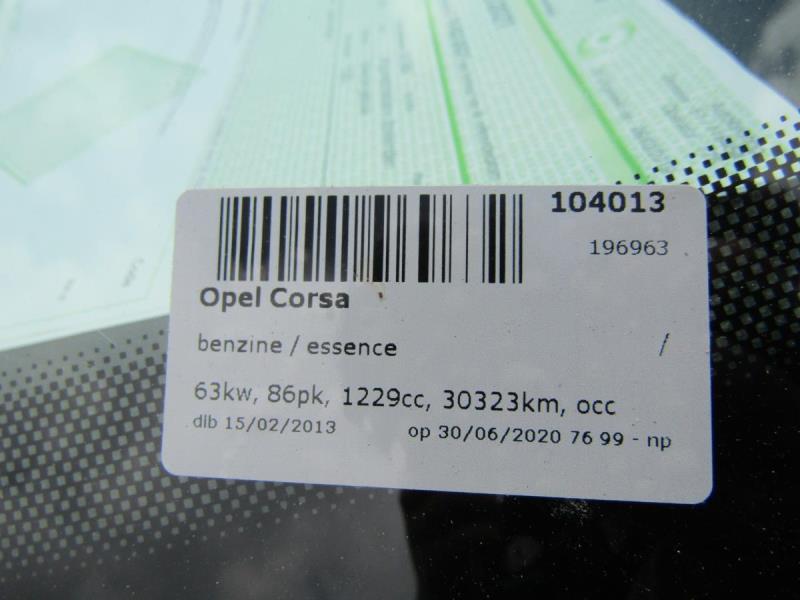 104013
196963
Opel Corsa
benzine / essence /
63kw, 86pk, 1229cc, 30323km, occ
dlb 15/02/2013 op 30/06/2020 76 99 - np